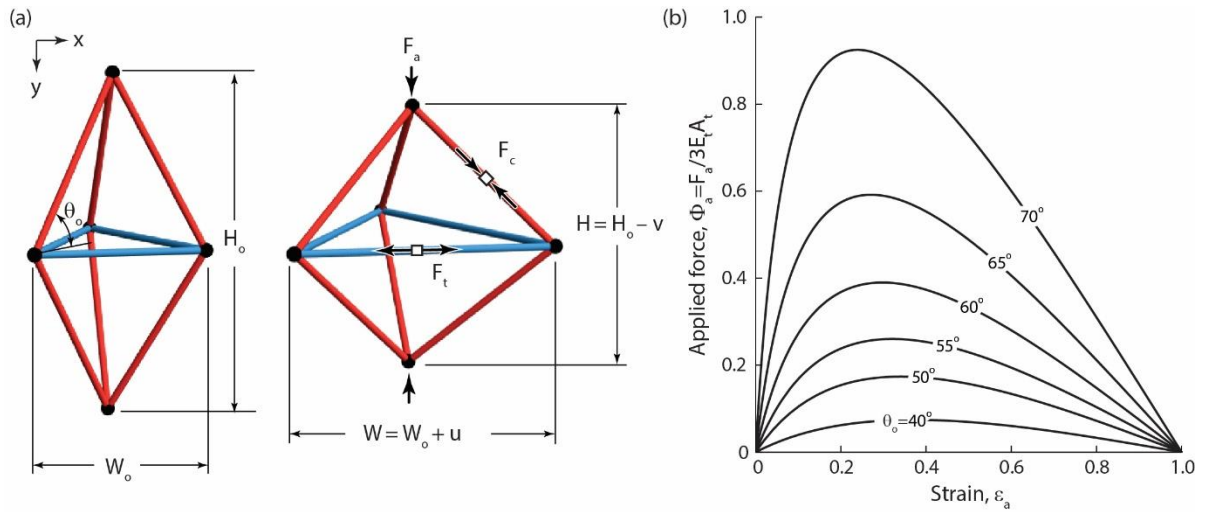 (a)
x
y
θₒ
Hₒ
Wₒ
Fₐ
F_c
F_t
H = Hₒ – v
W = Wₒ + u
(b)
Applied force, Φₐ=Fₐ/3EₜAₜ
1.0
0.8
0.6
0.4
0.2
0
70°
65°
60°
55°
50°
θₒ=40°
0
0.2
0.4
0.6
0.8
1.0
Strain, εₐ